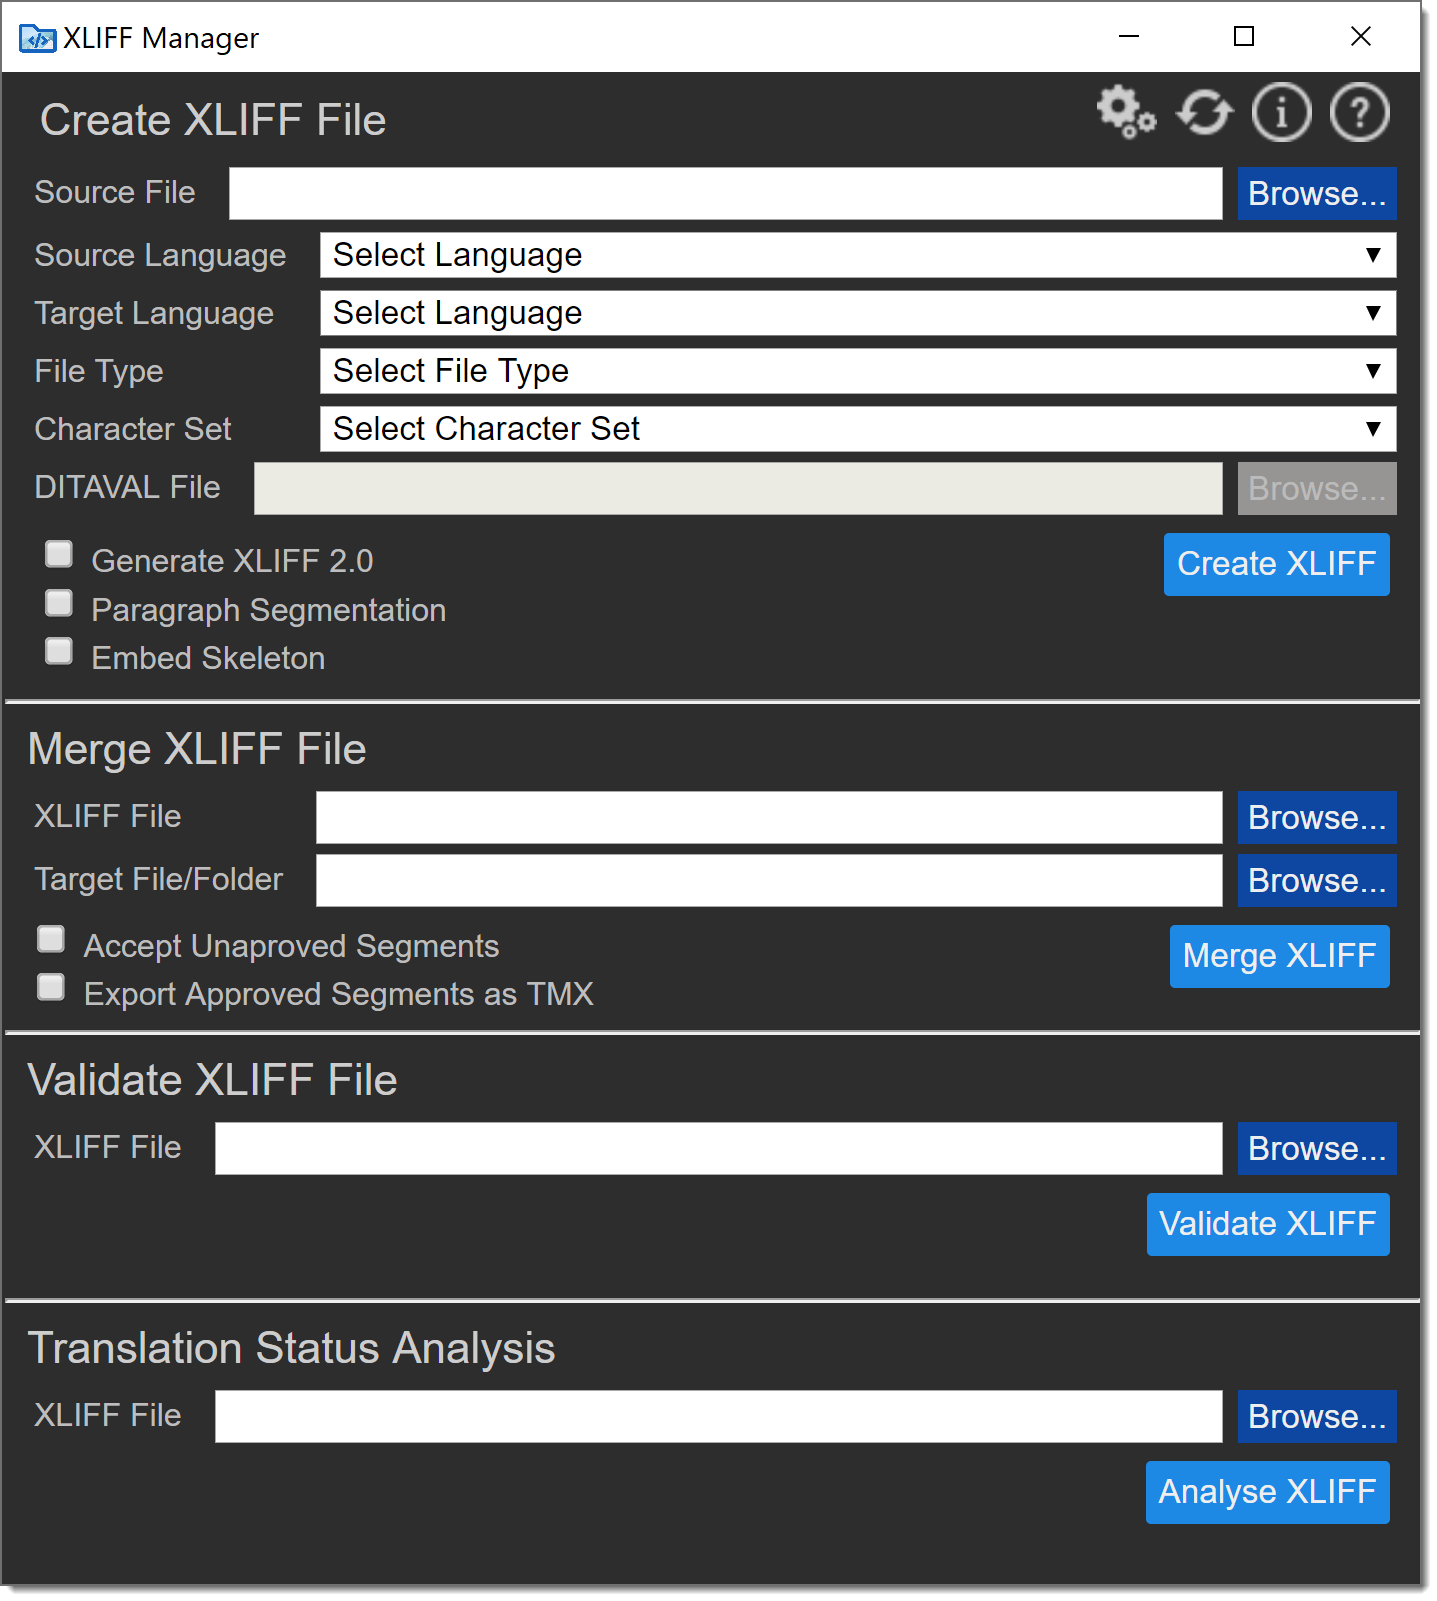 XLIFF Manager
Create XLIFF File
Source File Browse...
Source Language Select Language
Target Language Select Language
File Type Select File Type
Character Set Select Character Set
DITAVAL File Browse...
Generate XLIFF 2.0 Create XLIFF
Paragraph Segmentation
Embed Skeleton
Merge XLIFF File
XLIFF File Browse...
Target File/Folder Browse...
Accept Unaproved Segments Merge XLIFF
Export Approved Segments as TMX
Validate XLIFF File
XLIFF File Browse...
Validate XLIFF
Translation Status Analysis
XLIFF File Browse...
Analyse XLIFF